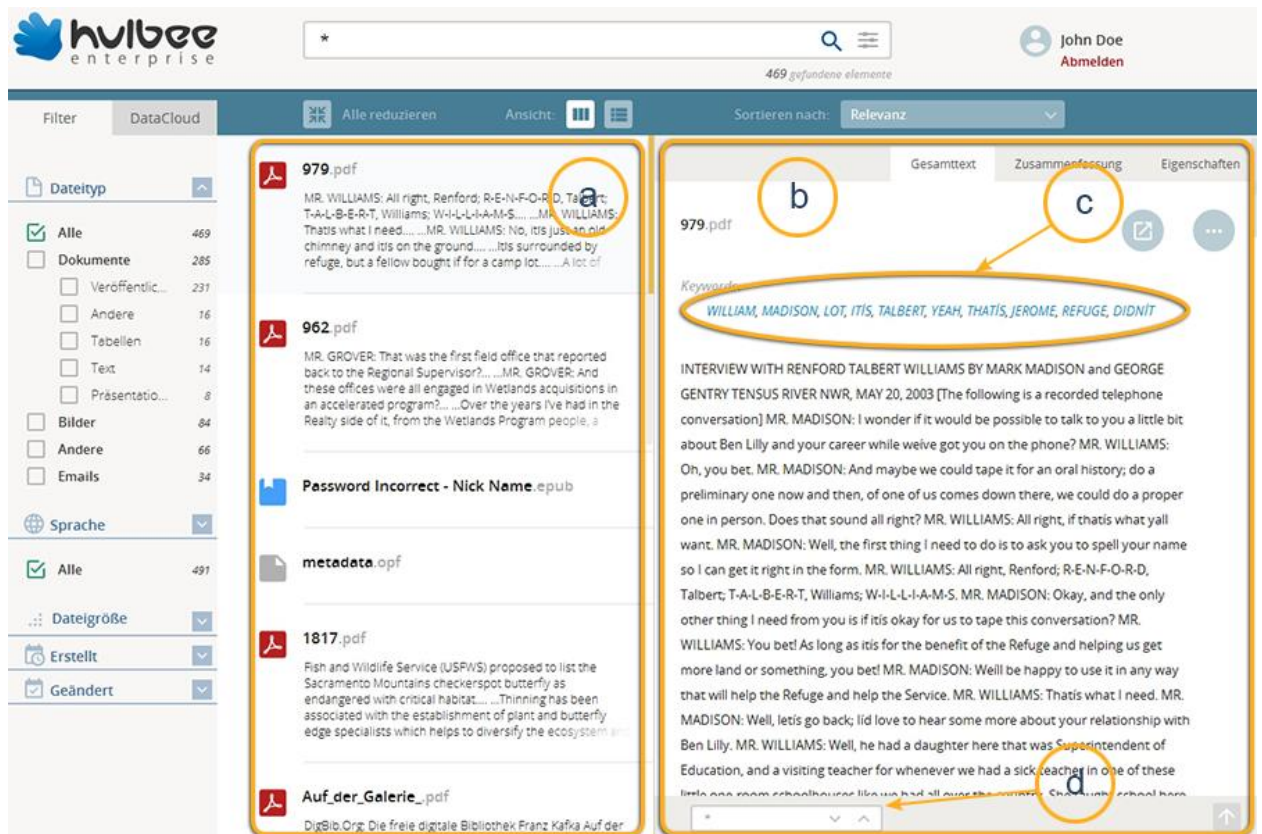 hulbee
enterprise
*
469 gefundene elemente
John Doe
Abmelden
Filter
DataCloud
Alle reduzieren
Ansicht:
Sortieren nach:
Relevanz
Dateityp
Alle 469
Dokumente 285
Veröffentlic... 231
Andere 16
Tabellen 16
Text 14
Präsentatio... 8
Bilder 84
Andere 66
Emails 34
Sprache
Alle 491
Dateigröße
Erstellt
Geändert
a
979.pdf
MR. WILLIAMS: All right, Renford; R-E-N-F-O-R-D, Talbert;
T-A-L-B-E-R-T, Williams; W-I-L-L-I-A-M-S.... ...MR. WILLIAMS:
Thatís what I need.... ...MR. WILLIAMS: No, itís just an old
chimney and itís on the ground.... ...Itís surrounded by
refuge, but a fellow bought if for a camp lot.... ...A lot of
962.pdf
MR. GROVER: That was the first field office that reported
back to the Regional Supervisor?... ...MR. GROVER: And
these offices were all engaged in Wetlands acquisitions in
an accelerated program?... ...Over the years I've had in the
Realty side of it, from the Wetlands Program people, a
Password Incorrect - Nick Name.epub
metadata.opf
1817.pdf
Fish and Wildlife Service (USFWS) proposed to list the
Sacramento Mountains checkerspot butterfly as
endangered with critical habitat.... ...Thinning has been
associated with the establishment of plant and butterfly
edge specialists which helps to diversify the ecosystem and
Auf_der_Galerie_.pdf
DigBib.Org: Die freie digitale Bibliothek Franz Kafka Auf der
b
Gesamttext
Zusammenfassung
Eigenschaften
c
979.pdf
Keywords:
WILLIAM, MADISON, LOT, ITÍS, TALBERT, YEAH, THATÍS, JEROME, REFUGE, DIDNÍT
INTERVIEW WITH RENFORD TALBERT WILLIAMS BY MARK MADISON and GEORGE
GENTRY TENSUS RIVER NWR, MAY 20, 2003 [The following is a recorded telephone
conversation] MR. MADISON: I wonder if it would be possible to talk to you a little bit
about Ben Lilly and your career while weíve got you on the phone? MR. WILLIAMS:
Oh, you bet. MR. MADISON: And maybe we could tape it for an oral history; do a
preliminary one now and then, of one of us comes down there, we could do a proper
one in person. Does that sound all right? MR. WILLIAMS: All right, if thatís what yall
want. MR. MADISON: Well, the first thing I need to do is to ask you to spell your name
so I can get it right in the form. MR. WILLIAMS: All right, Renford; R-E-N-F-O-R-D,
Talbert; T-A-L-B-E-R-T, Williams; W-I-L-L-I-A-M-S. MR. MADISON: Okay, and the only
other thing I need from you is if itís okay for us to tape this conversation? MR.
WILLIAMS: You bet! As long as itís for the benefit of the Refuge and helping us get
more land or something, you bet! MR. MADISON: Weíll be happy to use it in any way
that will help the Refuge and help the Service. MR. WILLIAMS: Thatís what I need. MR.
MADISON: Well, letís go back; Iíd love to hear some more about your relationship with
Ben Lilly. MR. WILLIAMS: Well, he had a daughter here that was Superintendent of
Education, and a visiting teacher for whenever we had a sick teacher in one of these
little one room schoolhouses like we had all over the country. She taught school here
*
d